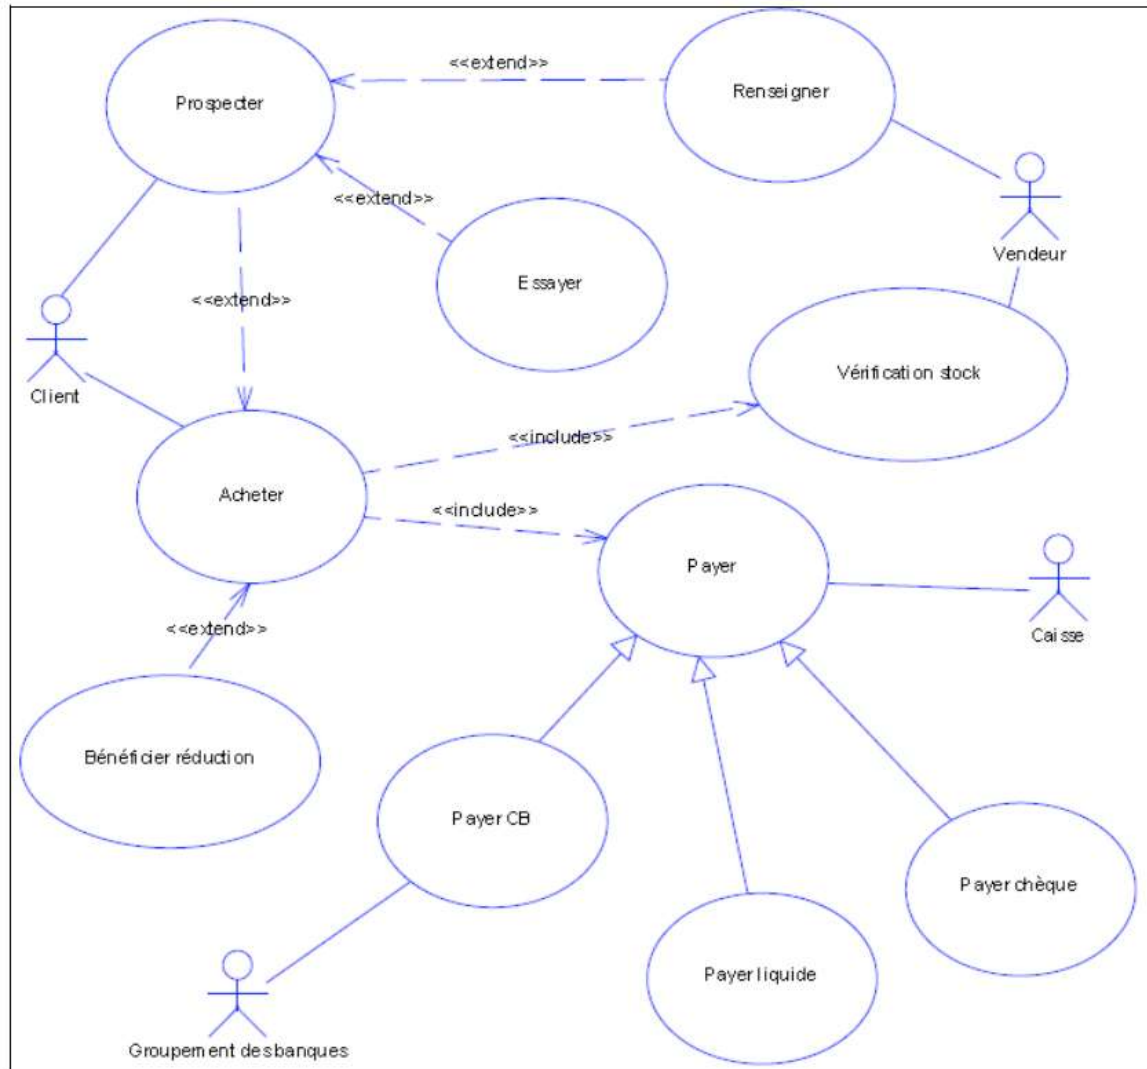 <<extend>>
Prospecter
Renseigner
<<extend>>
Vendeur
Essayer
<<extend>>
Vérification stock
Client
<<include>>
Acheter
<<include>>
Payer
<<extend>>
Caisse
Bénéficier réduction
Payer CB
Payer chèque
Payer liquide
Groupement des banques